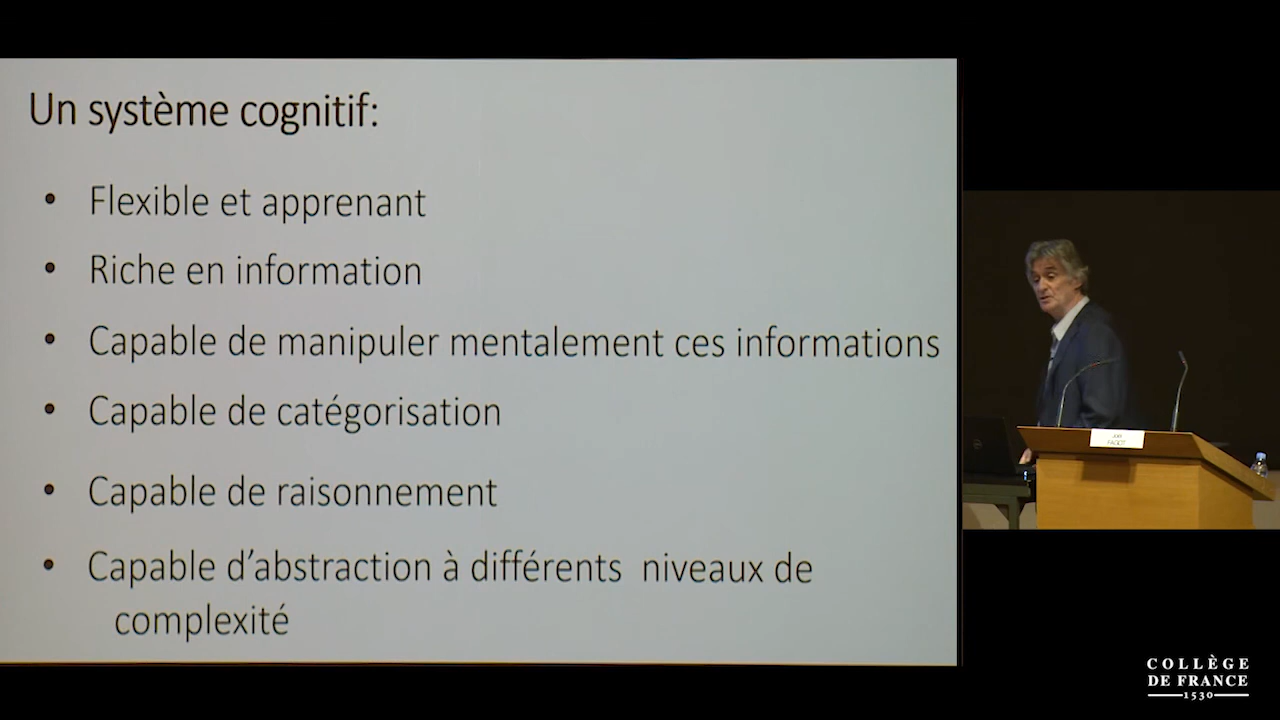 Un système cognitif:
• Flexible et apprenant
• Riche en information
• Capable de manipuler mentalement ces informations
• Capable de catégorisation
• Capable de raisonnement
• Capable d’abstraction à différents niveaux de
complexité
FAGOT
COLLÈGE
DE FRANCE
1530